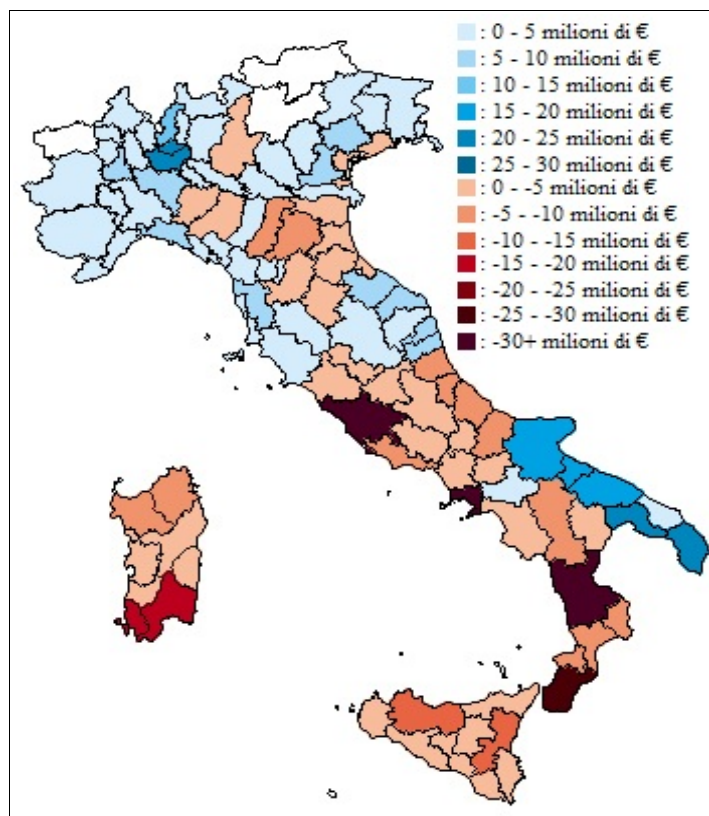 : 0 - 5 milioni di €
: 5 - 10 milioni di €
: 10 - 15 milioni di €
: 15 - 20 milioni di €
: 20 - 25 milioni di €
: 25 - 30 milioni di €
: 0 - -5 milioni di €
: -5 - -10 milioni di €
: -10 - -15 milioni di €
: -15 - -20 milioni di €
: -20 - -25 milioni di €
: -25 - -30 milioni di €
: -30+ milioni di €